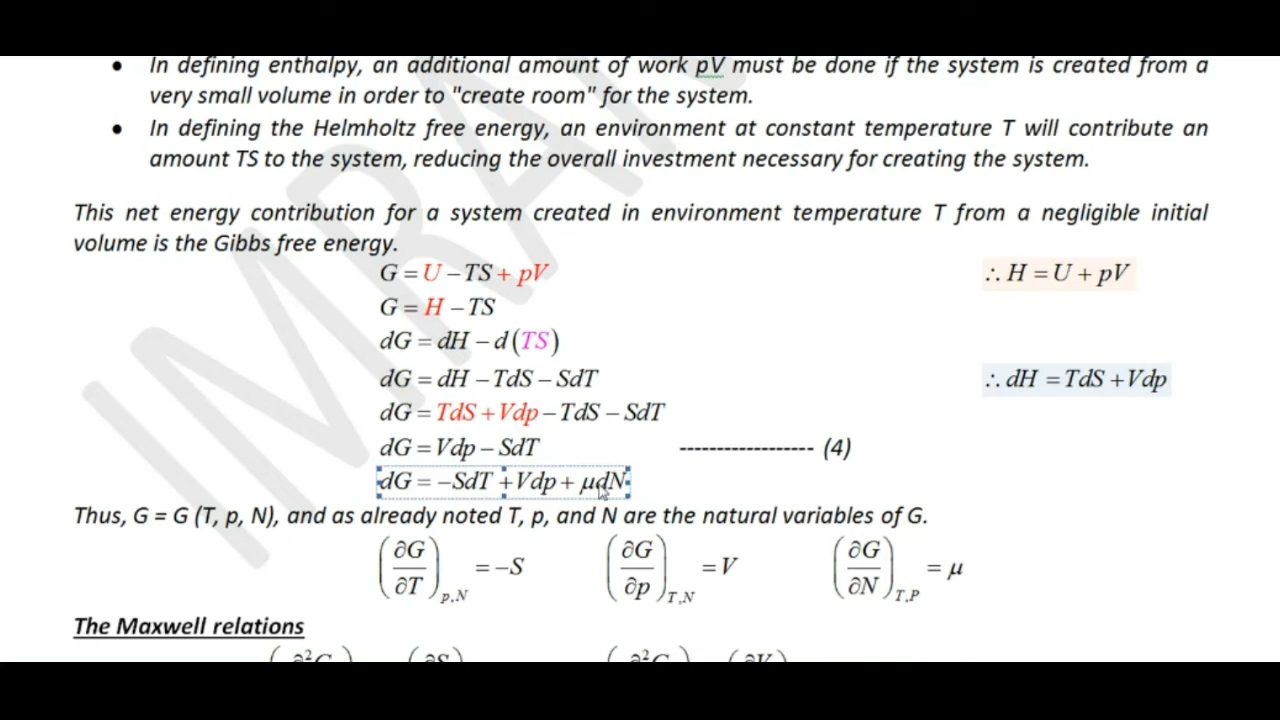 • In defining enthalpy, an additional amount of work pV must be done if the system is created from a
very small volume in order to "create room" for the system.
• In defining the Helmholtz free energy, an environment at constant temperature T will contribute an
amount TS to the system, reducing the overall investment necessary for creating the system.
This net energy contribution for a system created in environment temperature T from a negligible initial
volume is the Gibbs free energy.
G = U − TS + pV ∴ H = U + pV
G = H − TS
dG = dH − d(TS)
dG = dH − TdS − SdT ∴ dH = TdS + Vdp
dG = TdS + Vdp − TdS − SdT
dG = Vdp − SdT ------------------ (4)
dG = −SdT + Vdp + μdN
Thus, G = G (T, p, N), and as already noted T, p, and N are the natural variables of G.
(∂G/∂T)p,N = −S (∂G/∂p)T,N = V (∂G/∂N)T,P = μ
The Maxwell relations
IMRAN